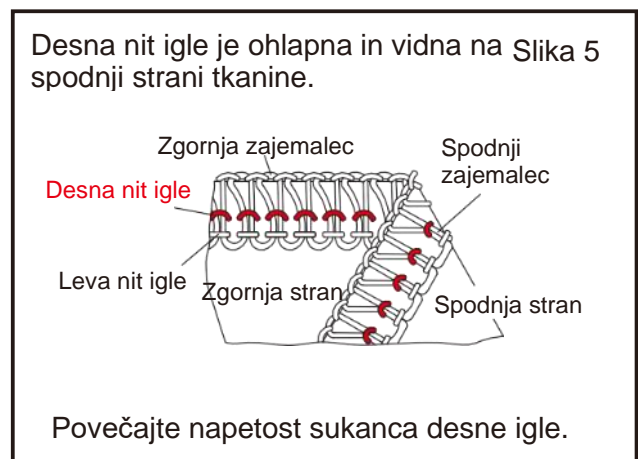 Desna nit igle je ohlapna in vidna na Slika 5
spodnji strani tkanine.
Zgornja zajemalec
Spodnji
zajemalec
Desna nit igle
Leva nit igle
Zgornja stran
Spodnja stran
Povečajte napetost sukanca desne igle.